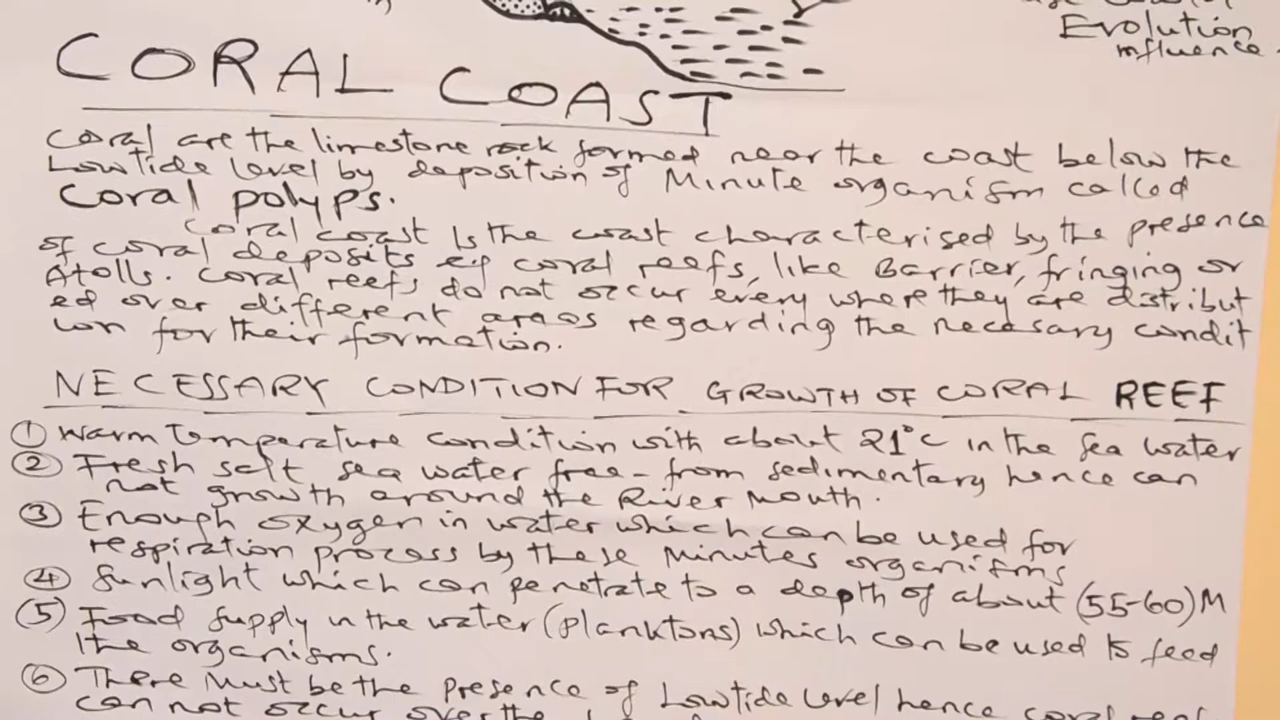 Evolution
influence.
CORAL COAST
Coral are the limestone rock formed near the coast below the
Lowtide level by deposition of Minute organism called
Coral polyps.
Coral coast Is the coast characterised by the presence
of coral deposits eg coral reefs, like Barrier, fringing or
Atolls. Coral reefs do not occur every where they are distribut
ed over different areas regarding the necessary condit
ion for their formation.
NECESSARY CONDITION FOR GROWTH OF CORAL REEF
① Warm temperature condition with about 21°c in the sea water
② Fresh salt sea water free-from sedimentary hence can
not growth around the River mouth.
③ Enough oxygen in water which can be used for
respiration process by these minutes organisms
④ Sunlight which can penetrate to a depth of about (55-60)M
⑤ Food supply in the water (planktons) which can be used to feed
the organisms.
⑥ There must be the presence of Lowtide level hence coral
can not occur over the